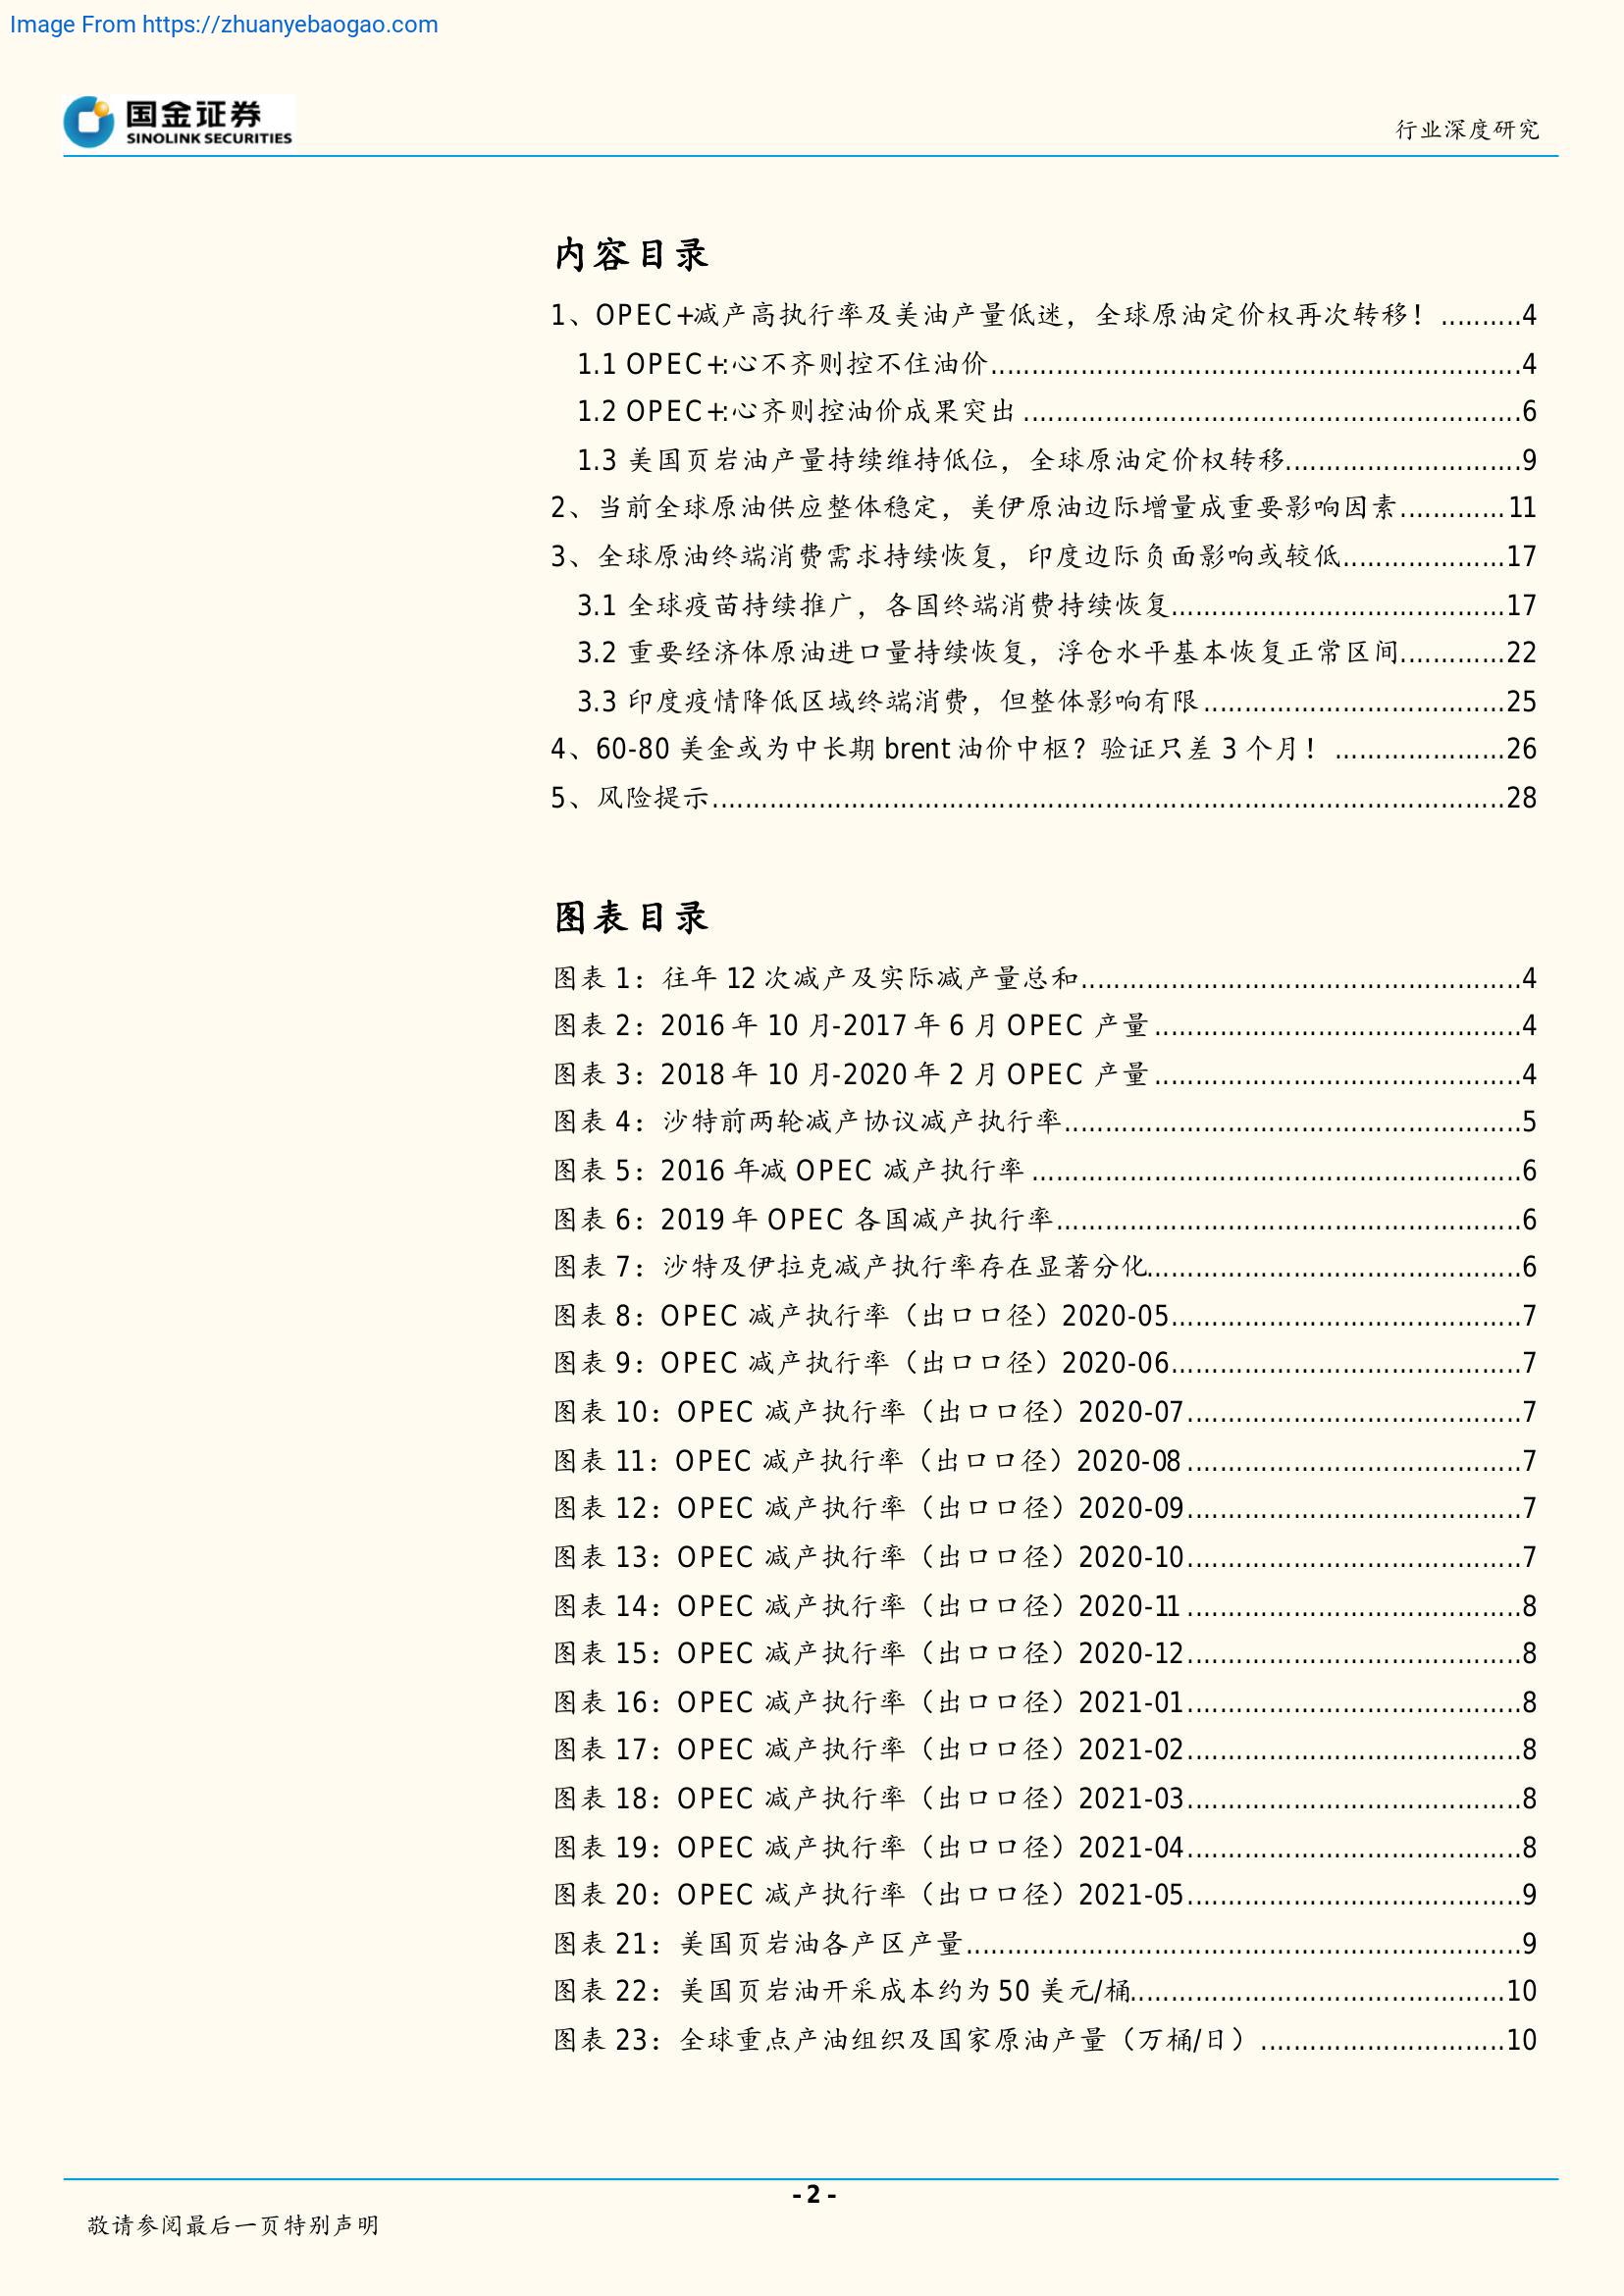 Image From https://zhuanyebaogao.com
国金证券
SINOLINK SECURITIES
行业深度研究
内容目录
1、OPEC+减产高执行率及美油产量低迷，全球原油定价权再次转移！..........4
1.1 OPEC+:心不齐则控不住油价.................................................................4
1.2 OPEC+:心齐则控油价成果突出.............................................................6
1.3 美国页岩油产量持续维持低位，全球原油定价权转移.............................9
2、当前全球原油供应整体稳定，美伊原油边际增量成重要影响因素.............11
3、全球原油终端消费需求持续恢复，印度边际负面影响或较低....................17
3.1 全球疫苗持续推广，各国终端消费持续恢复.........................................17
3.2 重要经济体原油进口量持续恢复，浮仓水平基本恢复正常区间.............22
3.3 印度疫情降低区域终端消费，但整体影响有限.....................................25
4、60-80 美金或为中长期 brent 油价中枢？验证只差 3 个月！.....................26
5、风险提示.................................................................................................28
图表目录
图表 1：往年 12 次减产及实际减产量总和......................................................4
图表 2：2016 年 10 月-2017 年 6 月 OPEC 产量.............................................4
图表 3：2018 年 10 月-2020 年 2 月 OPEC 产量.............................................4
图表 4：沙特前两轮减产协议减产执行率........................................................5
图表 5：2016 年减 OPEC 减产执行率............................................................6
图表 6：2019 年 OPEC 各国减产执行率.........................................................6
图表 7：沙特及伊拉克减产执行率存在显著分化..............................................6
图表 8：OPEC 减产执行率（出口口径）2020-05...........................................7
图表 9：OPEC 减产执行率（出口口径）2020-06...........................................7
图表 10：OPEC 减产执行率（出口口径）2020-07.........................................7
图表 11：OPEC 减产执行率（出口口径）2020-08.........................................7
图表 12：OPEC 减产执行率（出口口径）2020-09.........................................7
图表 13：OPEC 减产执行率（出口口径）2020-10.........................................7
图表 14：OPEC 减产执行率（出口口径）2020-11.........................................8
图表 15：OPEC 减产执行率（出口口径）2020-12.........................................8
图表 16：OPEC 减产执行率（出口口径）2021-01.........................................8
图表 17：OPEC 减产执行率（出口口径）2021-02.........................................8
图表 18：OPEC 减产执行率（出口口径）2021-03.........................................8
图表 19：OPEC 减产执行率（出口口径）2021-04.........................................8
图表 20：OPEC 减产执行率（出口口径）2021-05.........................................9
图表 21：美国页岩油各产区产量....................................................................9
图表 22：美国页岩油开采成本约为 50 美元/桶..............................................10
图表 23：全球重点产油组织及国家原油产量（万桶/日）..............................10
- 2 -
敬请参阅最后一页特别声明